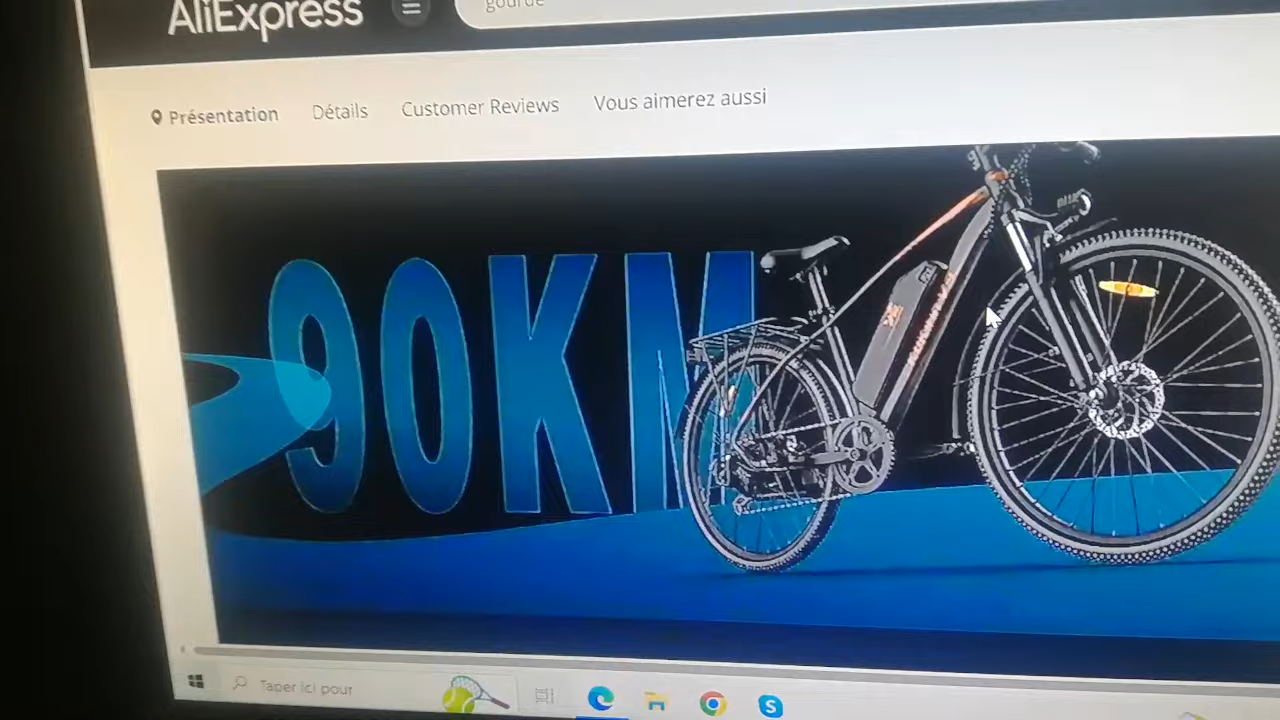 AliExpress
gourde
Présentation Détails Customer Reviews Vous aimerez aussi
90KM
Taper ici pour